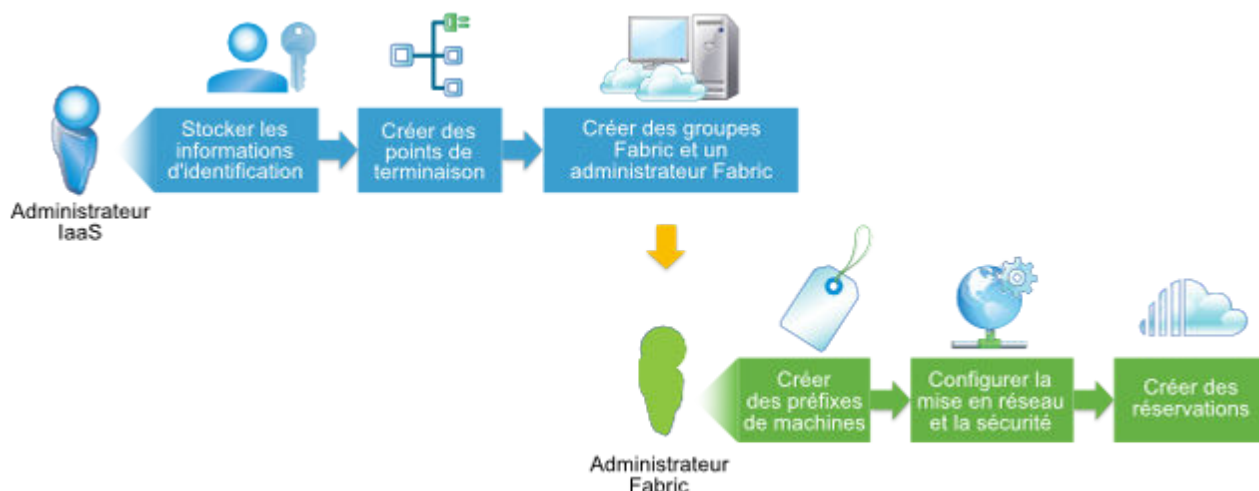 Stocker les
informations
d'identification
Créer des
points de
terminaison
Créer des groupes
Fabric et un
administrateur Fabric
Administrateur
IaaS
Créer
des préfixes
de machines
Configurer la
mise en réseau
et la sécurité
Créer des
réservations
Administrateur
Fabric